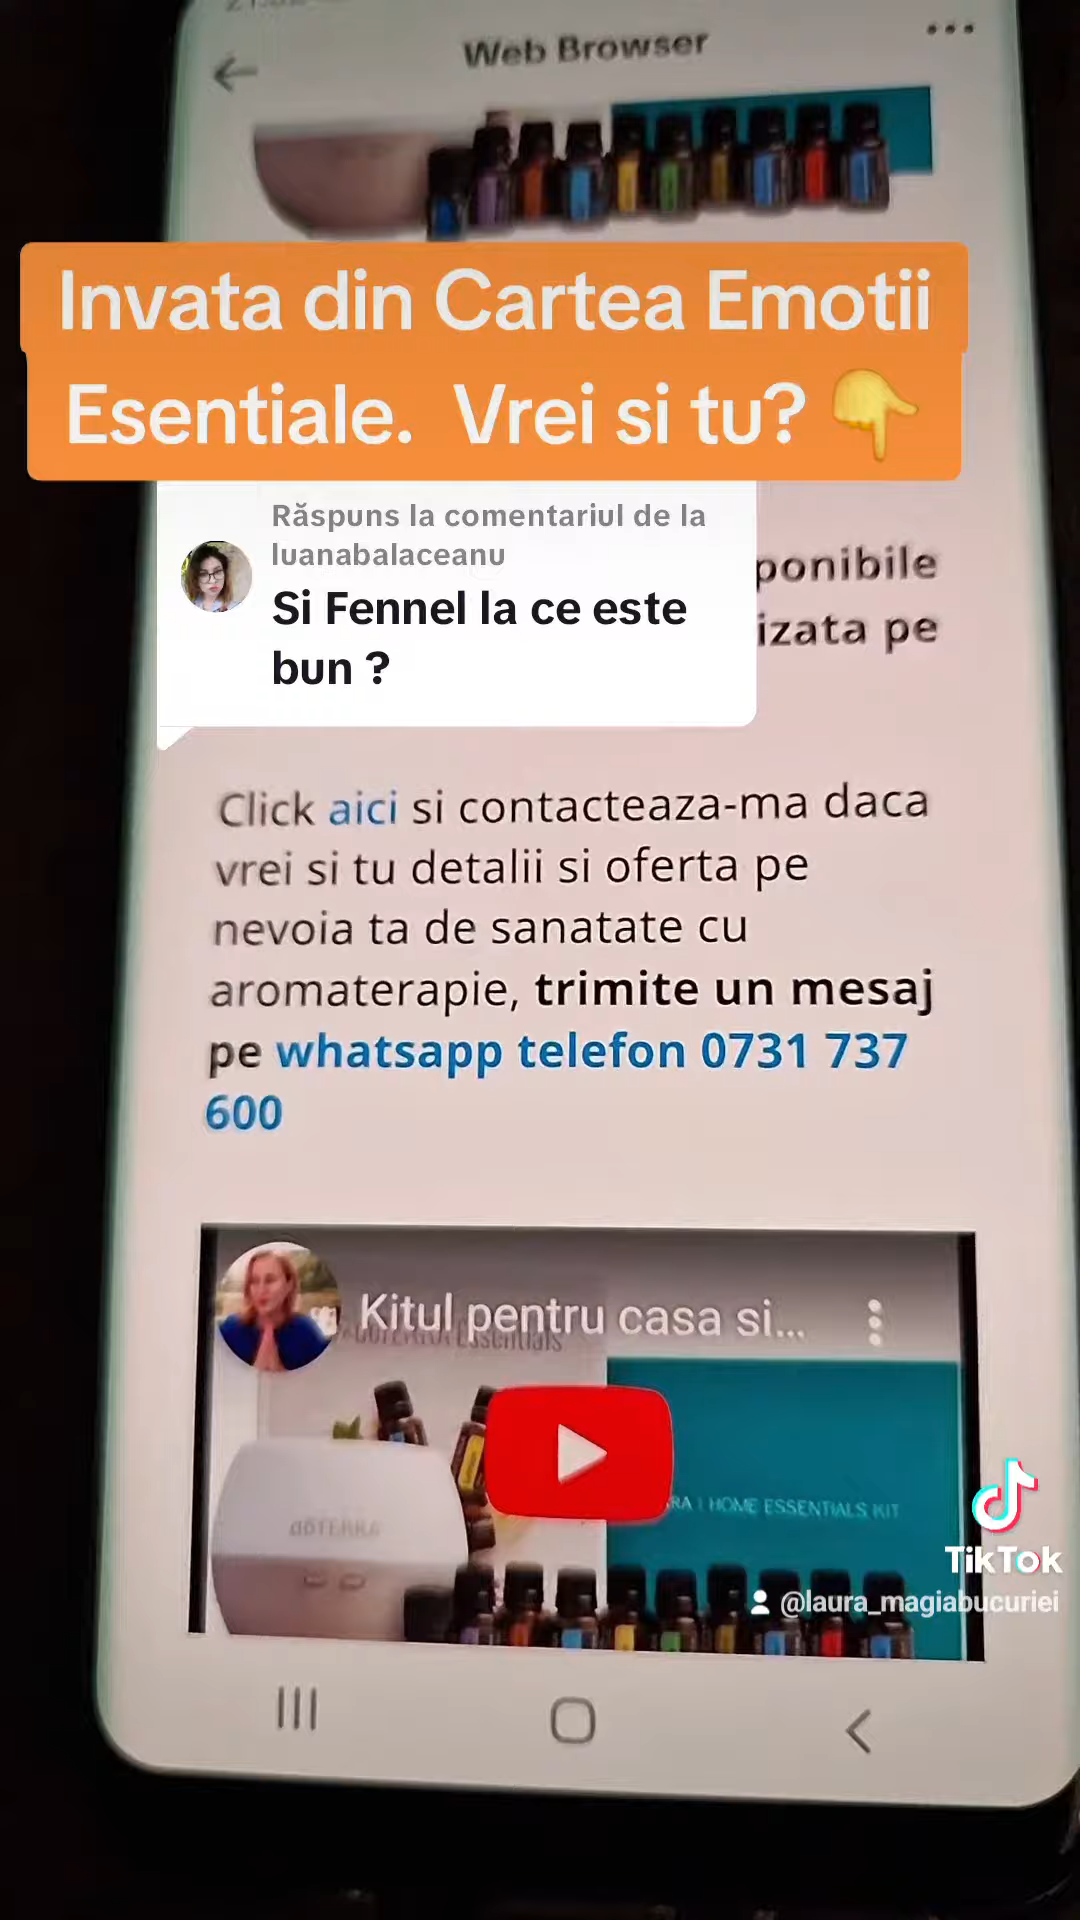 Web Browser
Invata din Cartea Emotii
Esentiale. Vrei si tu? 👇
Răspuns la comentariul de la
luanabalaceanu
Si Fennel la ce este
bun ?
ponibile
izata pe
Click aici si contacteaza-ma daca
vrei si tu detalii si oferta pe
nevoia ta de sanatate cu
aromaterapie, trimite un mesaj
pe whatsapp telefon 0731 737
600
Kitul pentru casa si...
Essentials
RA | HOME ESSENTIALS KIT
dōTERRA
TikTok
@laura_magiabucuriei